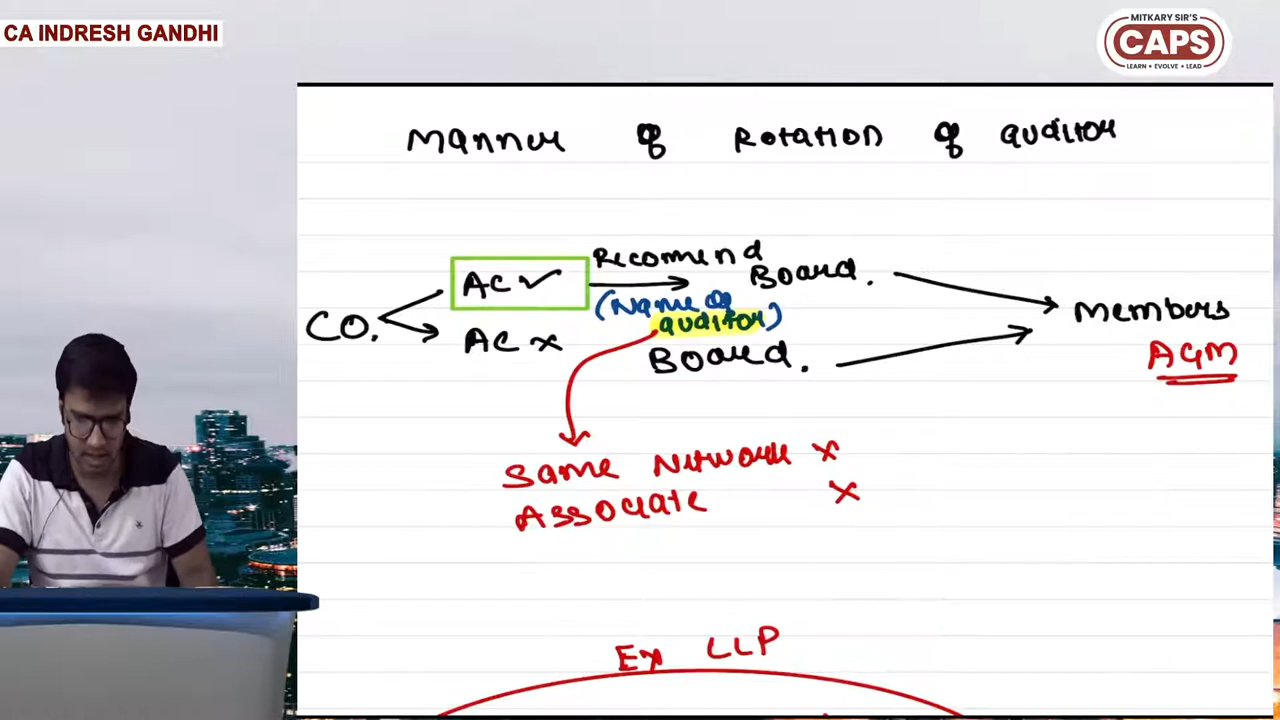 CA INDRESH GANDHI
MITKARY SIR'S
CAPS
LEARN • EVOLVE • LEAD
Manner of Rotation of auditor
AC ✓ Recomend Board.
(Name of auditor)
CO. Members
AC x Board. AGM
Same Network x
Associate x
Ex LLP